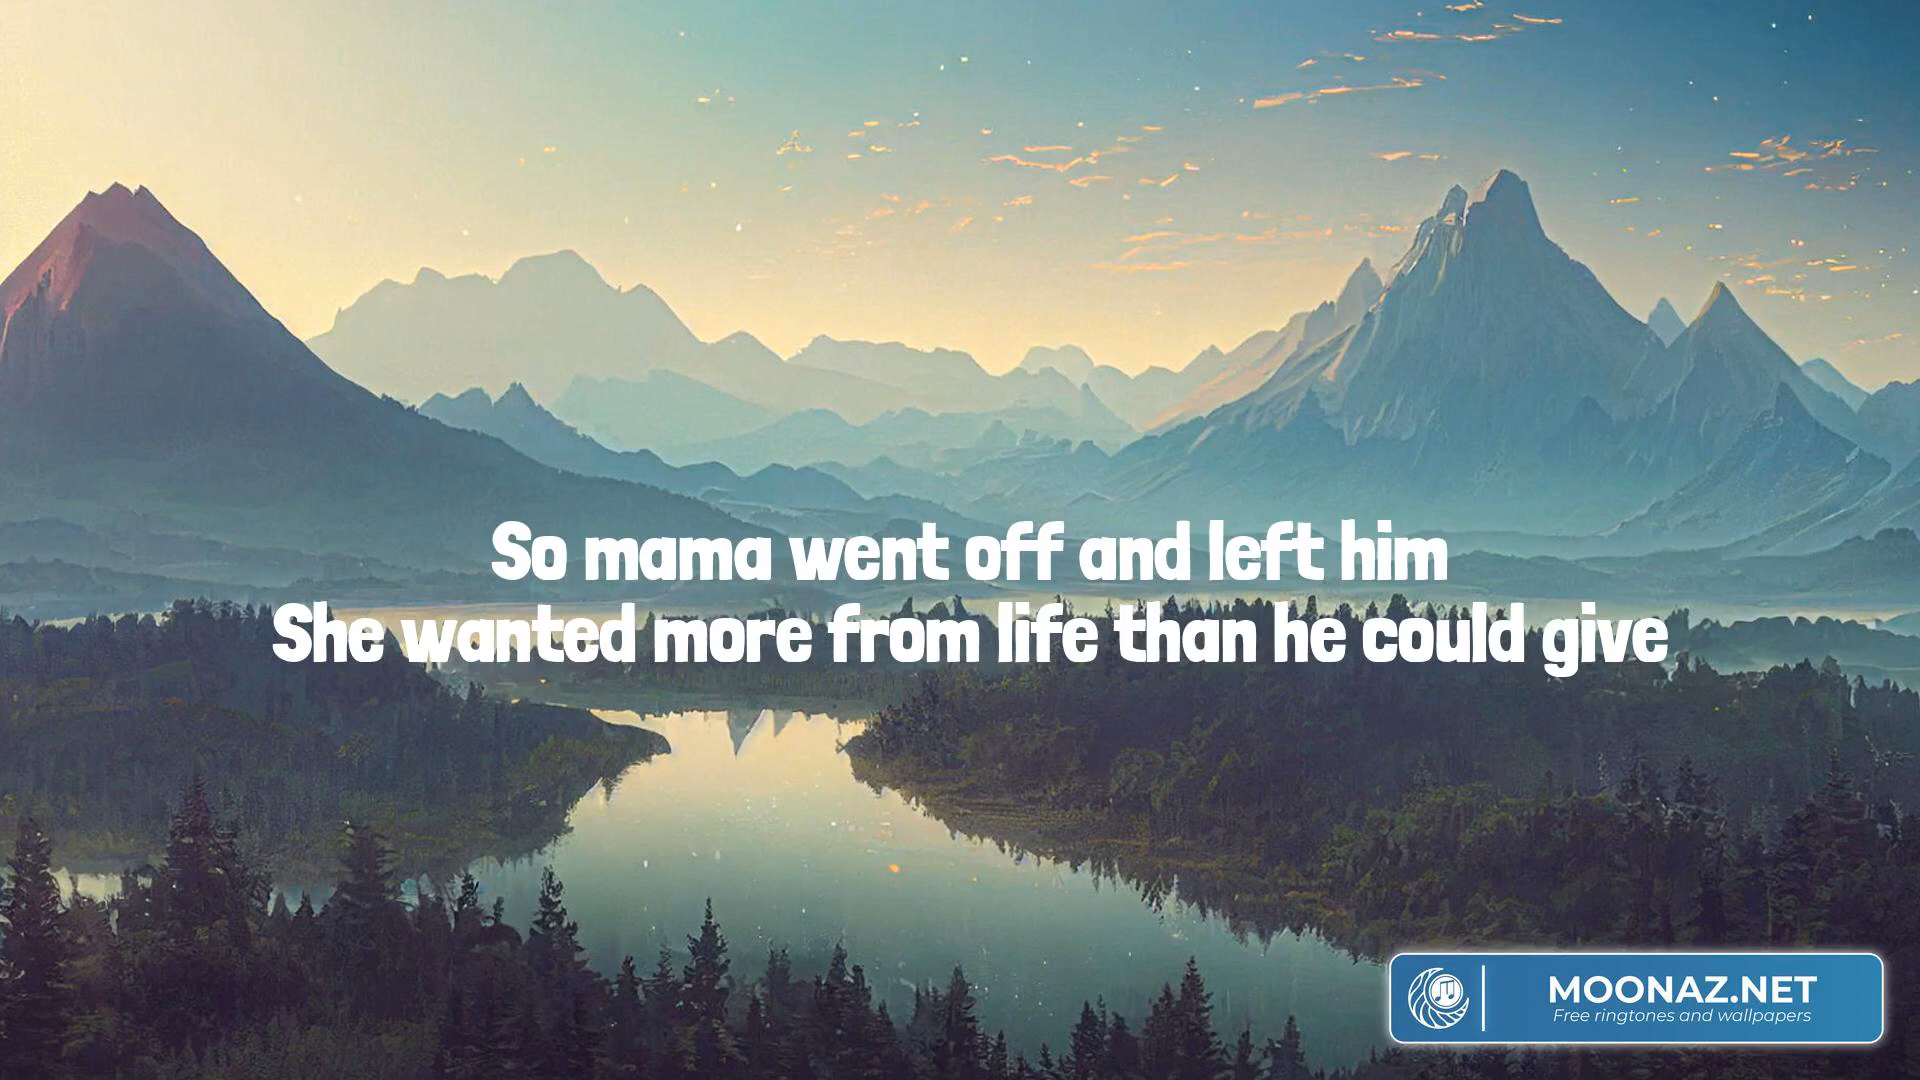 So mama went off and left him
She wanted more from life than he could give
MOONAZ.NET
Free ringtones and wallpapers